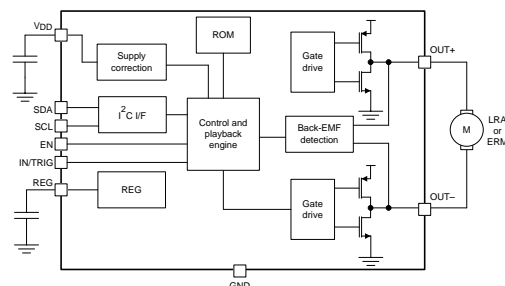 VDD
Supply
correction
ROM
Gate
drive
OUT+
SDA
I²C I/F
SCL
Control and
playback
engine
Back-EMF
detection
M
LRA
or
ERM
EN
IN/TRIG
REG
REG
Gate
drive
OUT–
GND